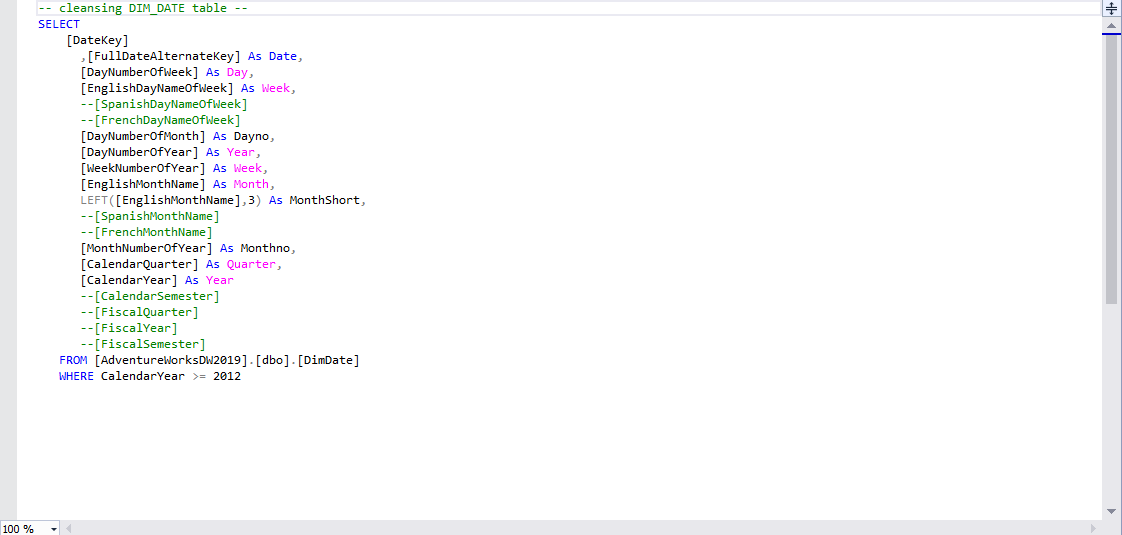 -- cleansing DIM_DATE table --
SELECT
[DateKey]
,[FullDateAlternateKey] As Date,
[DayNumberOfWeek] As Day,
[EnglishDayNameOfWeek] As Week,
--[SpanishDayNameOfWeek]
--[FrenchDayNameOfWeek]
[DayNumberOfMonth] As Dayno,
[DayNumberOfYear] As Year,
[WeekNumberOfYear] As Week,
[EnglishMonthName] As Month,
LEFT([EnglishMonthName],3) As MonthShort,
--[SpanishMonthName]
--[FrenchMonthName]
[MonthNumberOfYear] As Monthno,
[CalendarQuarter] As Quarter,
[CalendarYear] As Year
--[CalendarSemester]
--[FiscalQuarter]
--[FiscalYear]
--[FiscalSemester]
FROM [AdventureWorksDW2019].[dbo].[DimDate]
WHERE CalendarYear >= 2012
100 %